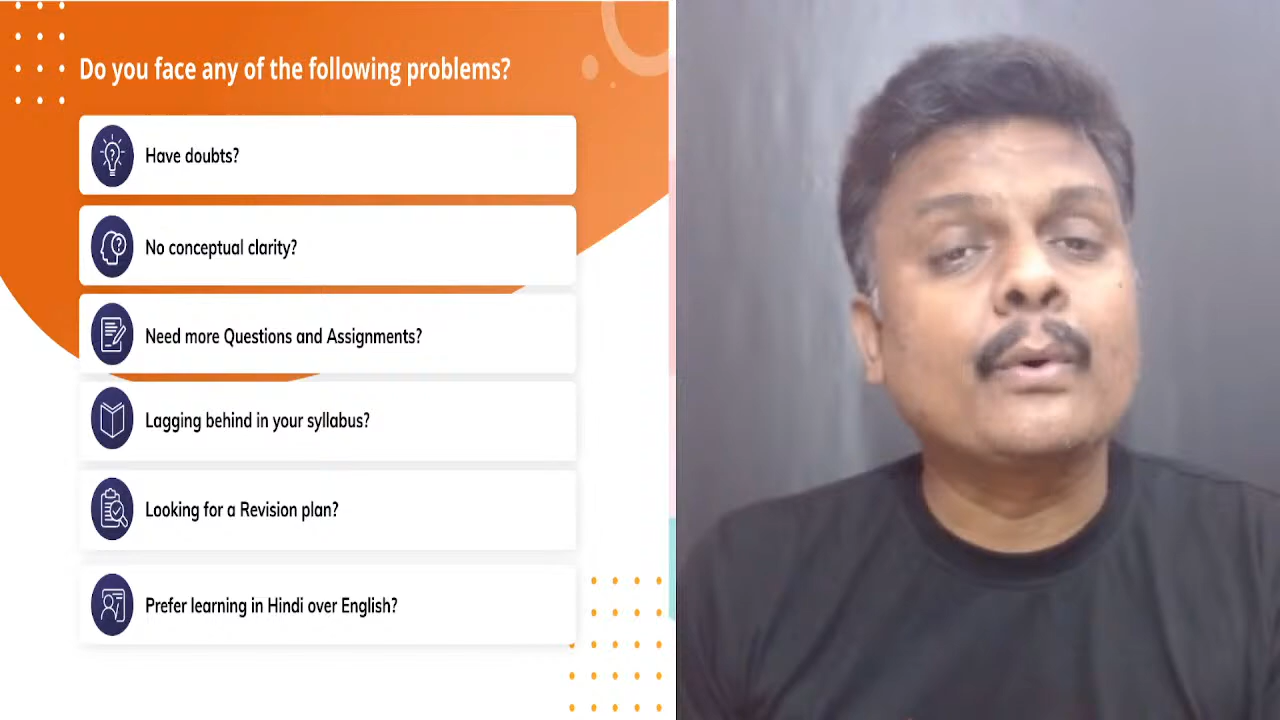 Do you face any of the following problems?
Have doubts?
No conceptual clarity?
Need more Questions and Assignments?
Lagging behind in your syllabus?
Looking for a Revision plan?
Prefer learning in Hindi over English?